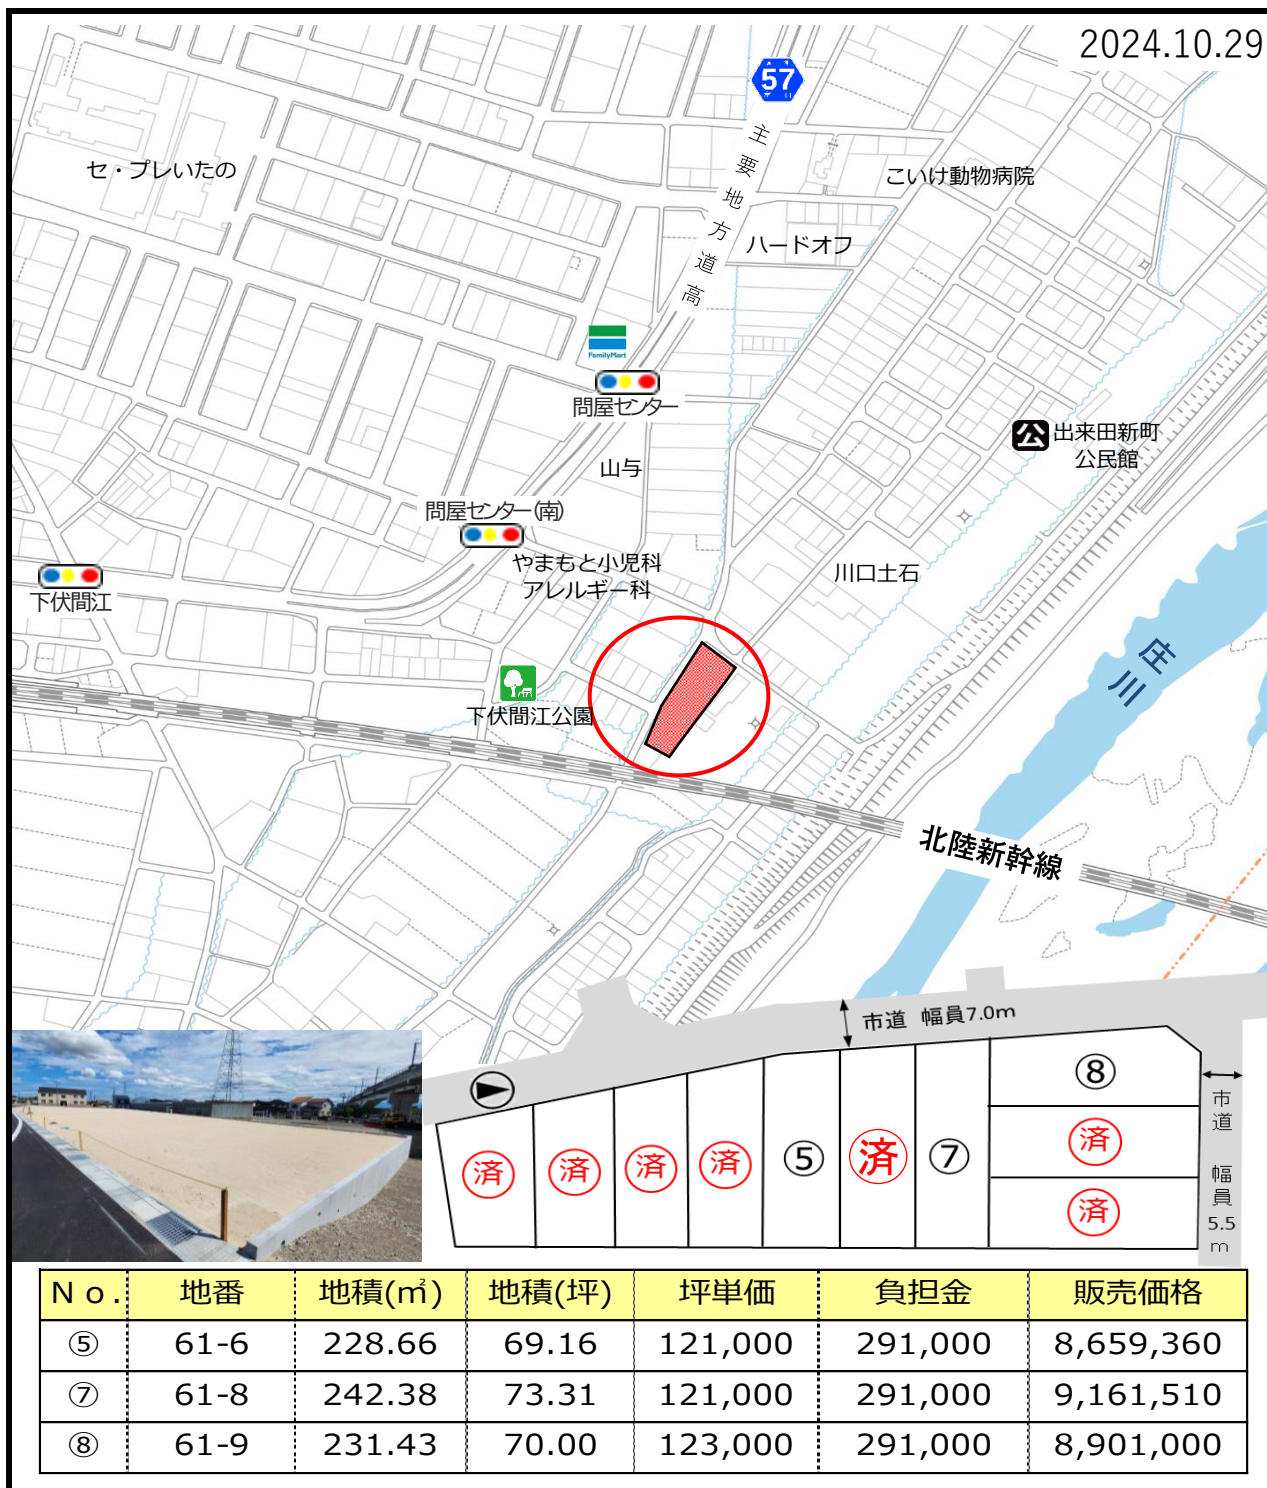 2024.10.29
57
主要地方道高
セ・プレいたの
こいけ動物病院
ハードオフ
FamilyMart
問屋センター
山与
公 出来田新町
公民館
問屋センター(南)
やまもと小児科
アレルギー科
川口土石
下伏間江
庄川
下伏間江公園
北陸新幹線
市道 幅員7.0m
市道 幅員5.5m
⑧
済
済
済
済
済
済
⑤
済
⑦
No. 地番 地積(㎡) 地積(坪) 坪単価 負担金 販売価格
⑤ 61-6 228.66 69.16 121,000 291,000 8,659,360
⑦ 61-8 242.38 73.31 121,000 291,000 9,161,510
⑧ 61-9 231.43 70.00 123,000 291,000 8,901,000